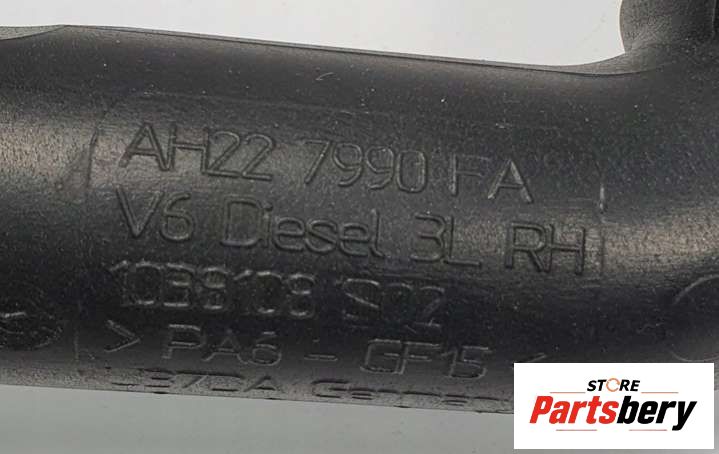 AH22 7990 FA
V6 Diesel 3L RH
1038108 S02
> PA6 - GF15 <
STORE
Partsbery